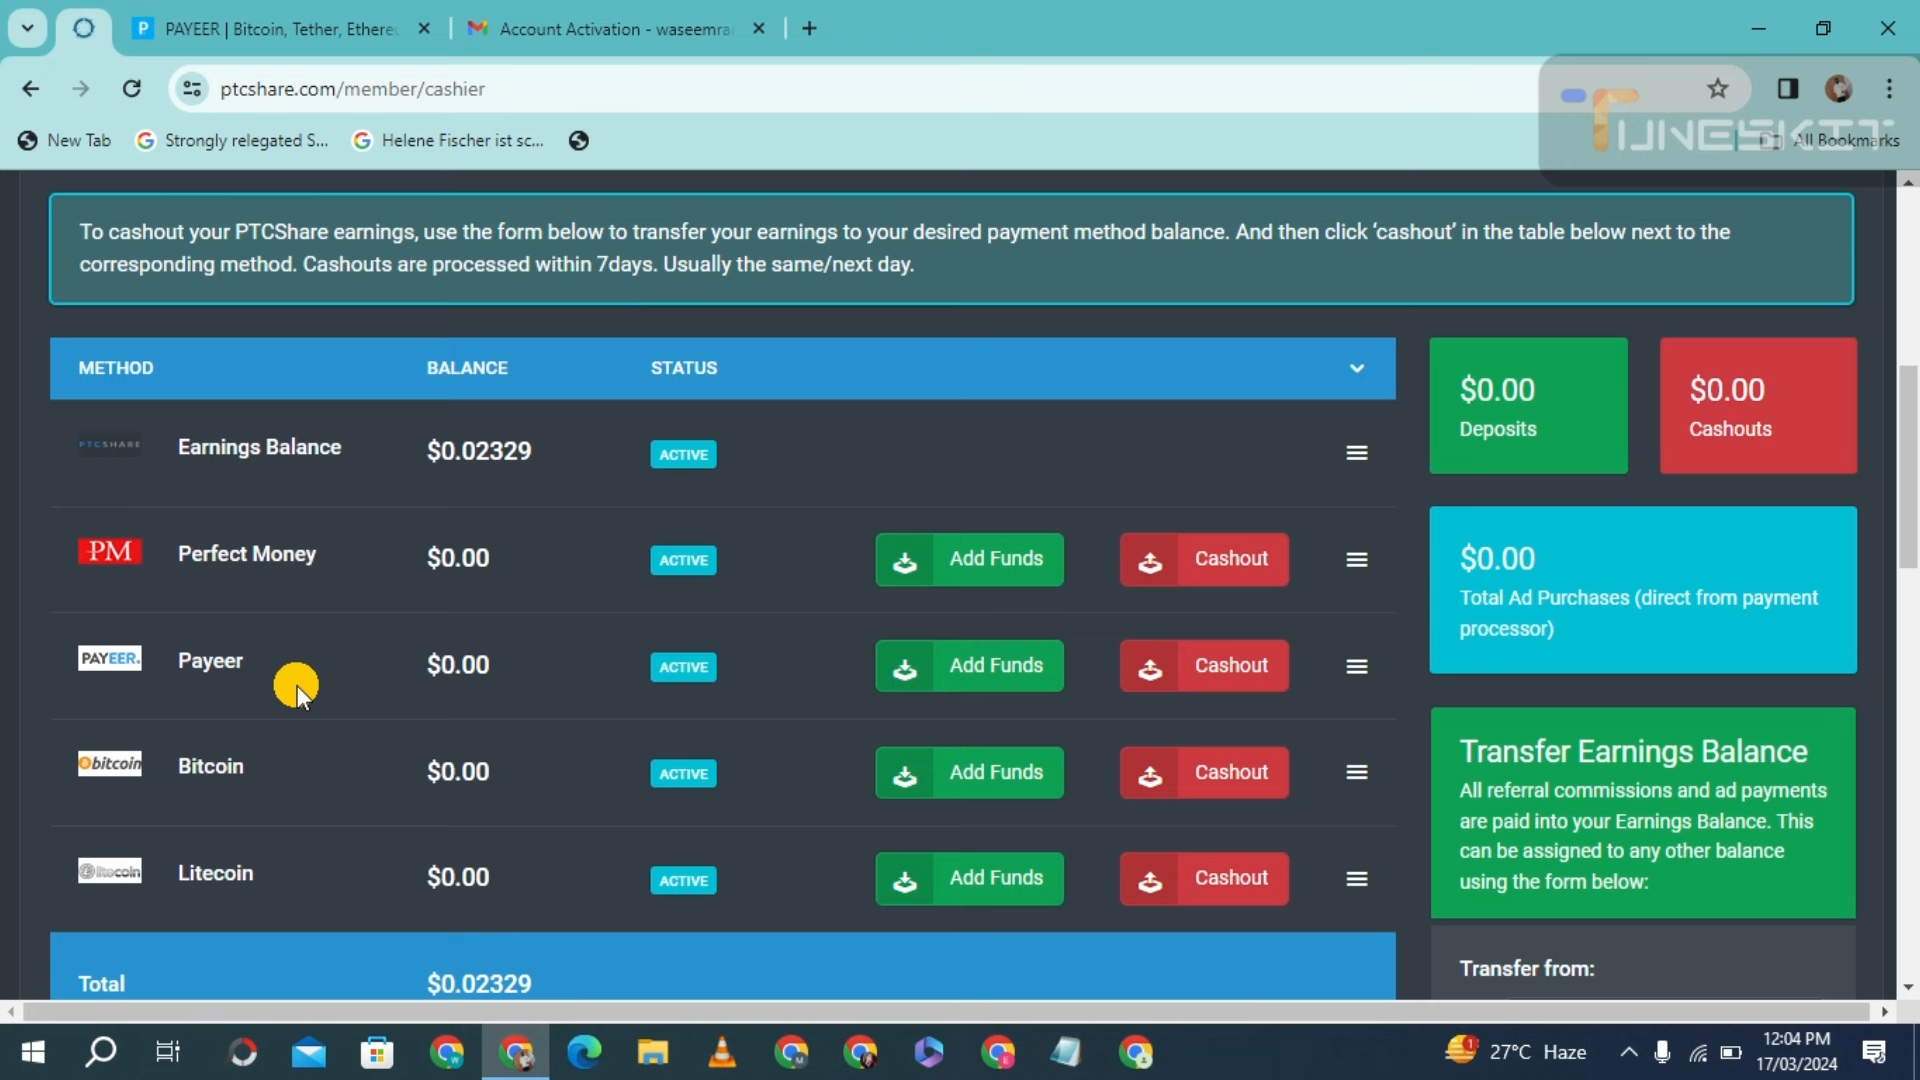 PAYEER | Bitcoin, Tether, Ethere
Account Activation - waseemra
ptcshare.com/member/cashier
New Tab
Strongly relegated S...
Helene Fischer ist sc...
All Bookmarks
TUNESKIT
To cashout your PTCShare earnings, use the form below to transfer your earnings to your desired payment method balance. And then click ‘cashout’ in the table below next to the
corresponding method. Cashouts are processed within 7days. Usually the same/next day.
METHOD BALANCE STATUS
PTCSHARE Earnings Balance $0.02329 ACTIVE
PM Perfect Money $0.00 ACTIVE Add Funds Cashout
PAYEER. Payeer $0.00 ACTIVE Add Funds Cashout
bitcoin Bitcoin $0.00 ACTIVE Add Funds Cashout
litecoin Litecoin $0.00 ACTIVE Add Funds Cashout
Total $0.02329
$0.00
Deposits
$0.00
Cashouts
$0.00
Total Ad Purchases (direct from payment
processor)
Transfer Earnings Balance
All referral commissions and ad payments
are paid into your Earnings Balance. This
can be assigned to any other balance
using the form below:
Transfer from:
1
27°C Haze
12:04 PM
17/03/2024